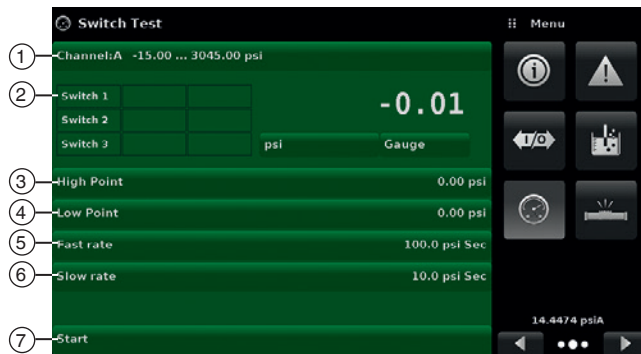 Switch Test
Menu
1
Channel:A -15.00 ... 3045.00 psi
2
Switch 1
-0.01
Switch 2
Switch 3
psi
Gauge
I/O
3
High Point
0.00 psi
4
Low Point
0.00 psi
5
Fast rate
100.0 psi Sec
6
Slow rate
10.0 psi Sec
14.4474 psiA
7
Start